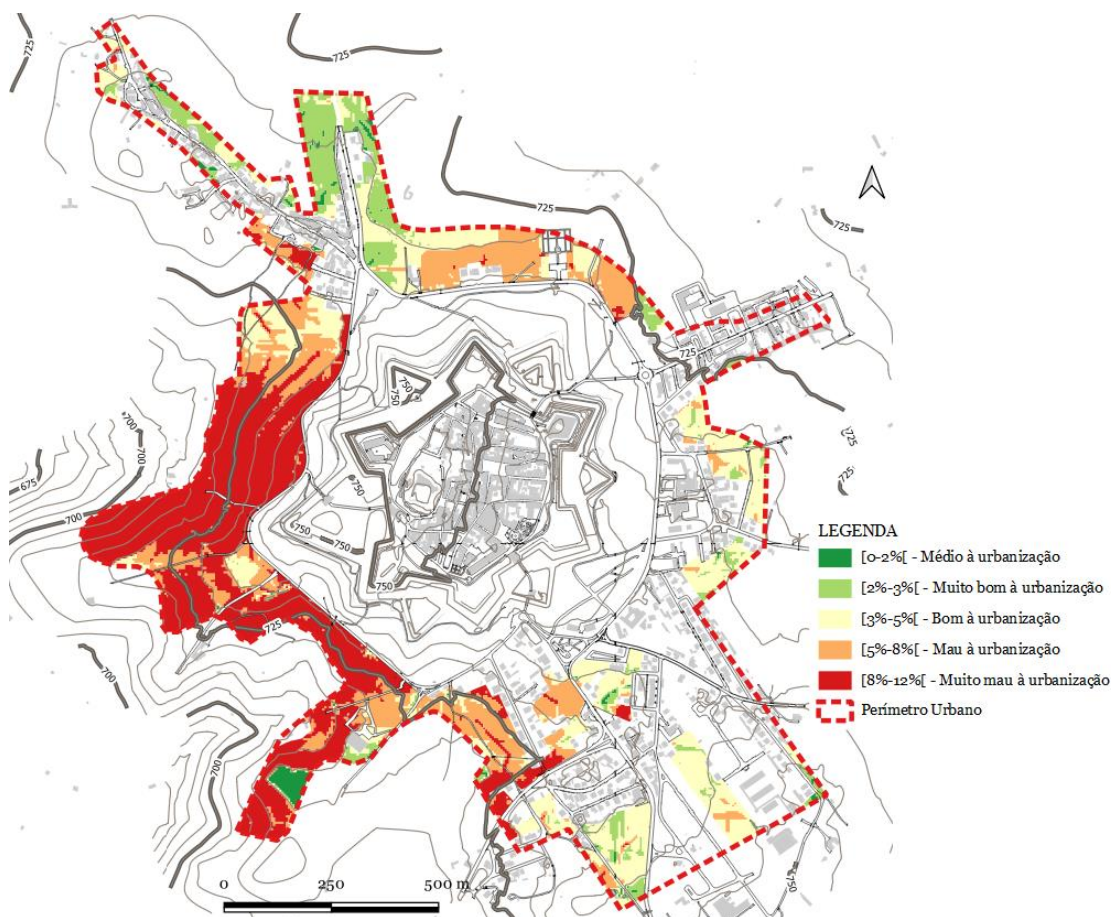 725
725
725
725
725
725
725
725
750
750
750
750
750
750
700
700
675
700
700
725
750
LEGENDA
[0-2%[ - Médio à urbanização
[2%-3%[ - Muito bom à urbanização
[3%-5%[ - Bom à urbanização
[5%-8%[ - Mau à urbanização
[8%-12%[ - Muito mau à urbanização
Perímetro Urbano
0 250 500 m